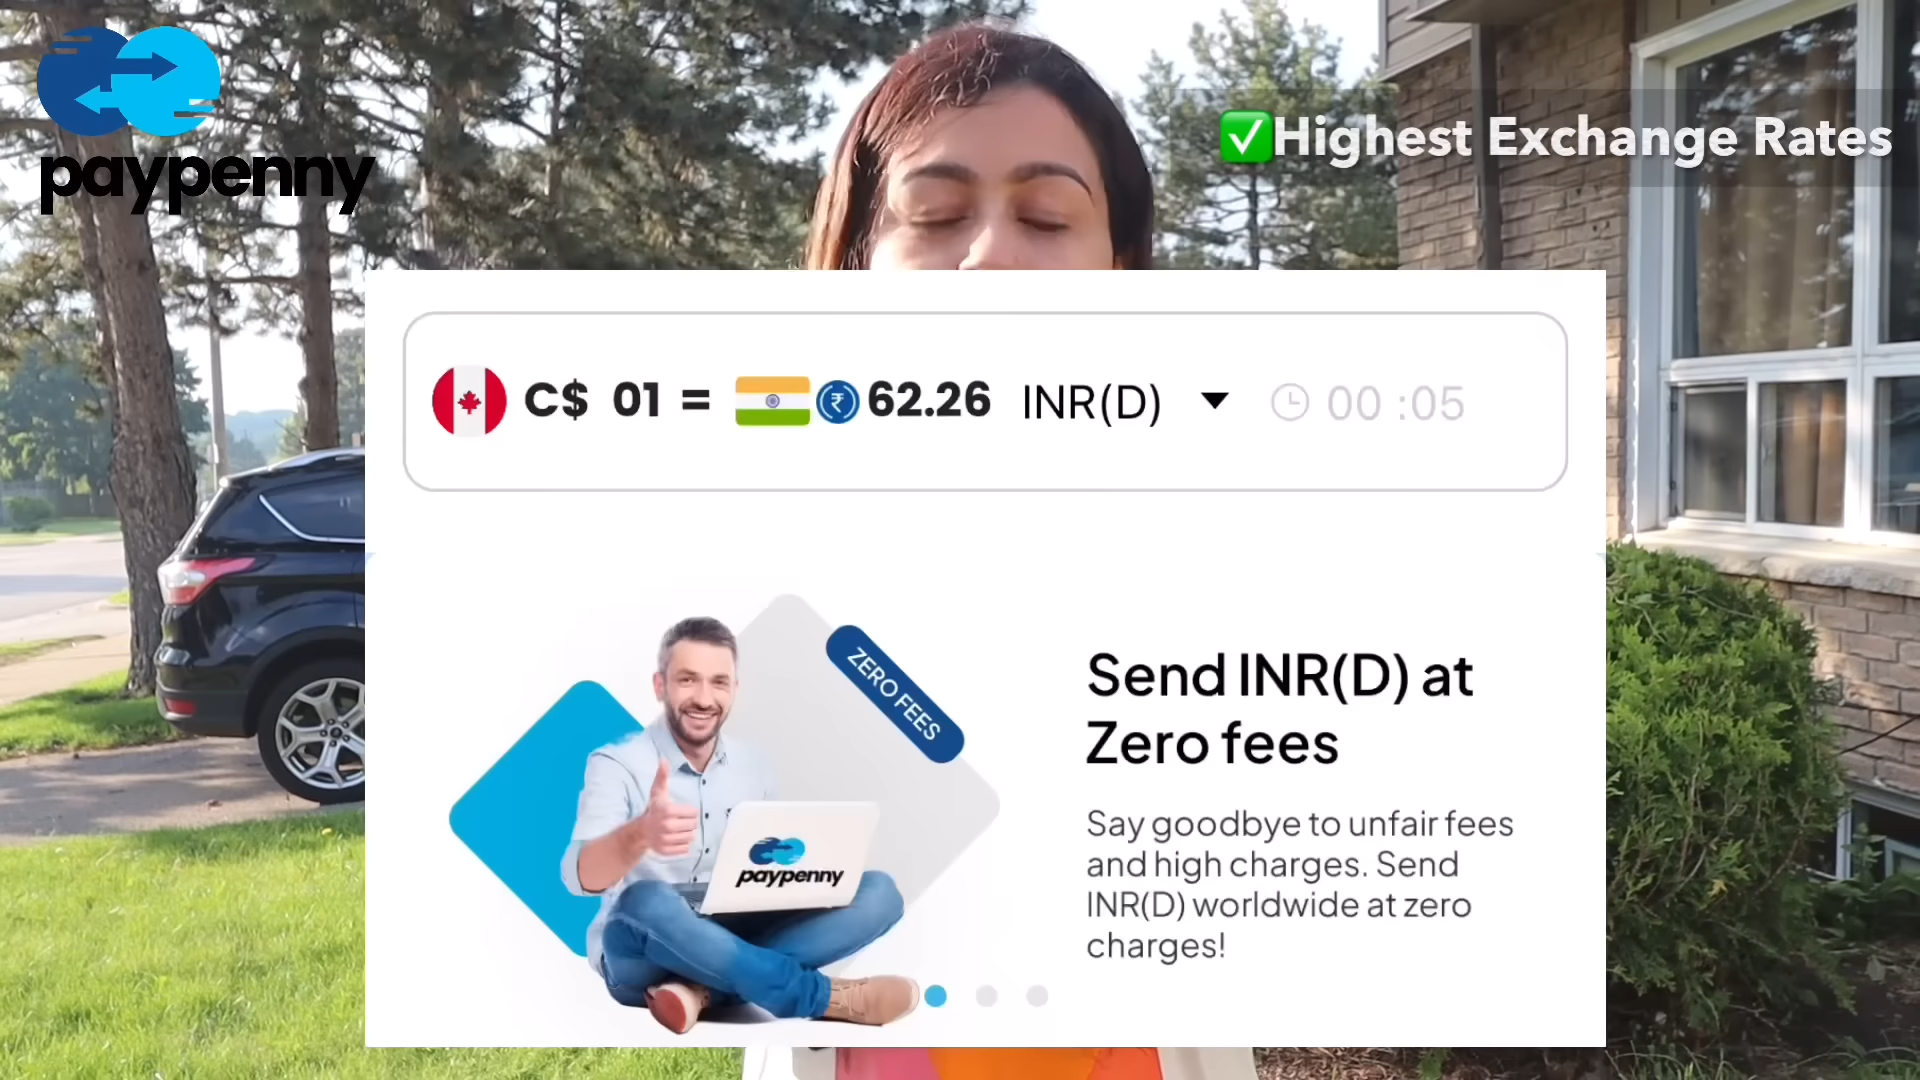 paypenny
✅Highest Exchange Rates
C$ 01 = ₹ 62.26 INR(D) 00 :05
ZERO FEES
Send INR(D) at
Zero fees
Say goodbye to unfair fees
and high charges. Send
INR(D) worldwide at zero
charges!
paypenny